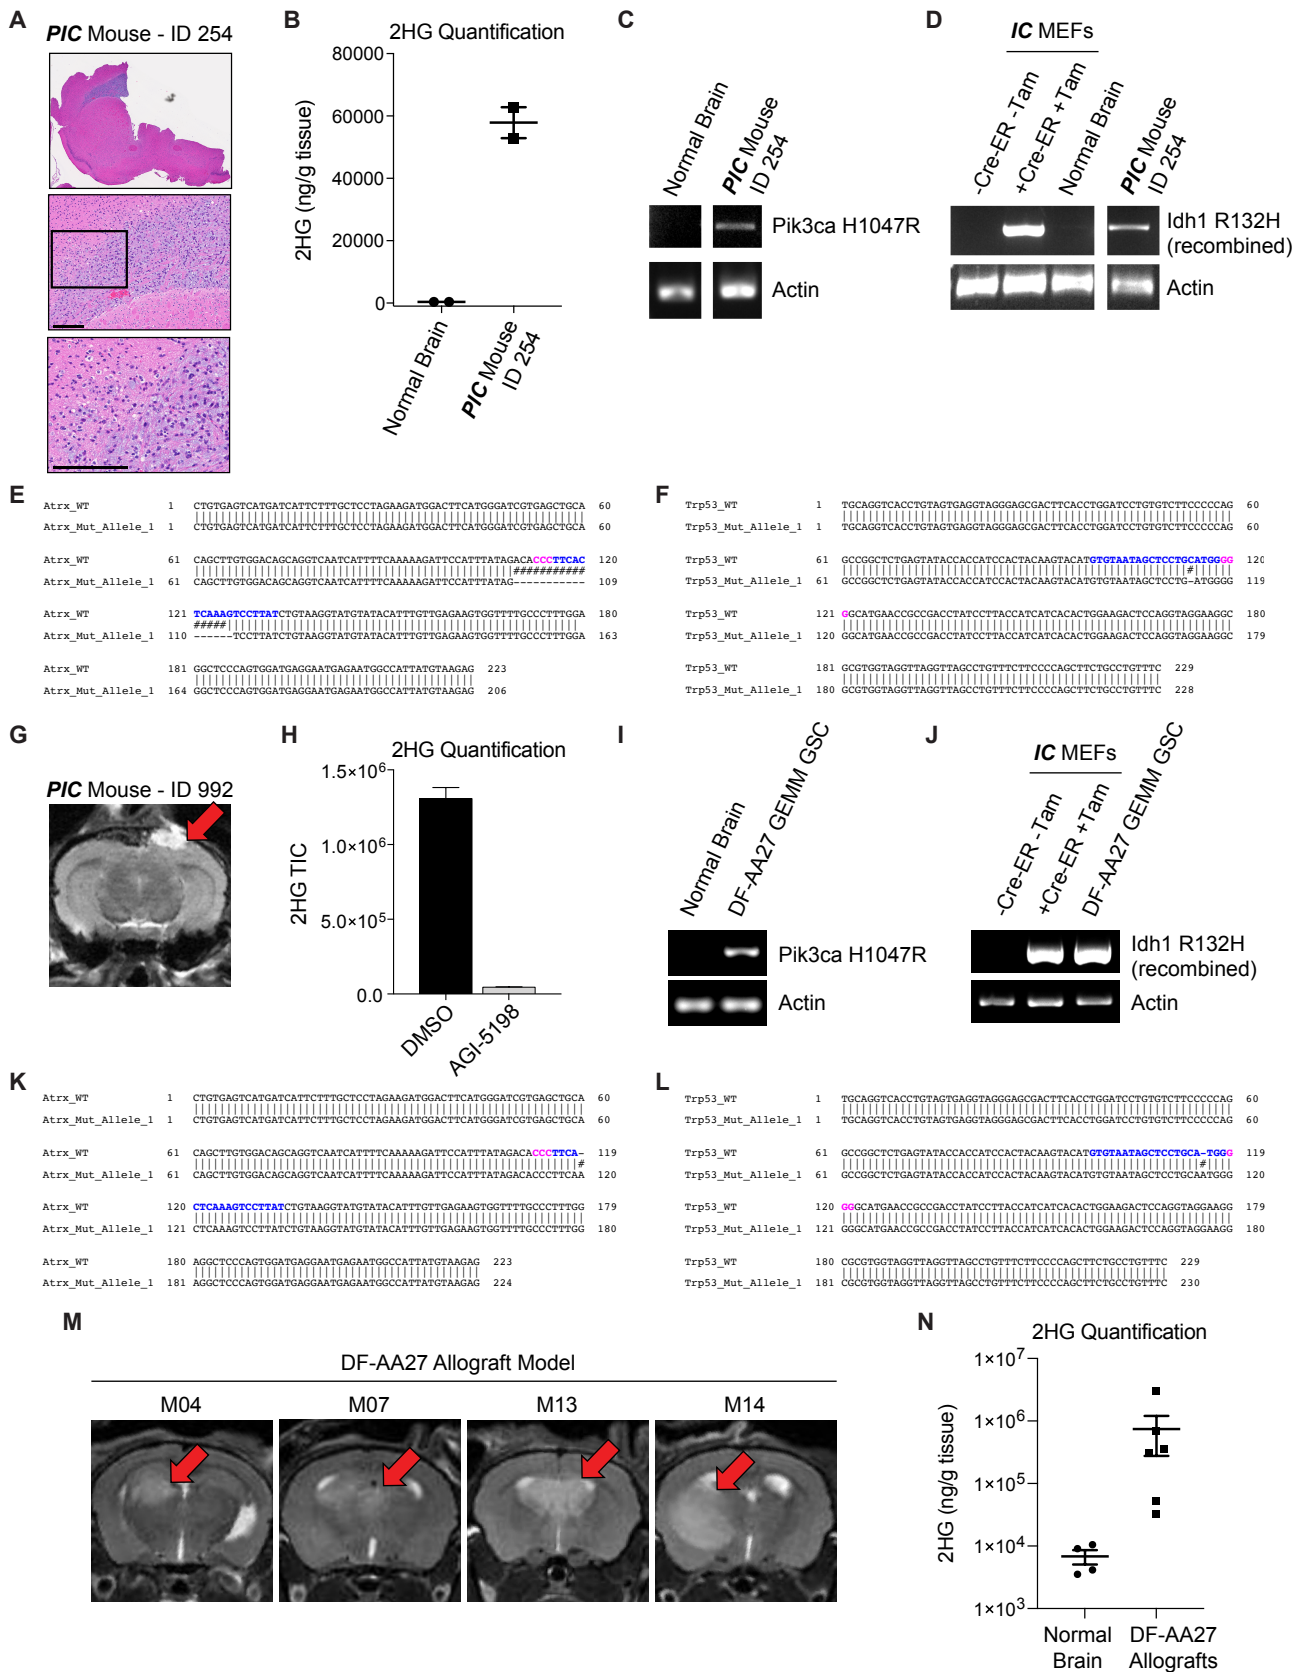 A
PIC Mouse - ID 254
B
2HG Quantification
2HG (ng/g tissue)
80000
60000
40000
20000
0
Normal Brain
PIC Mouse
ID 254
C
Normal Brain
PIC Mouse
ID 254
Pik3ca H1047R
Actin
D
IC MEFs
-Cre-ER -Tam
+Cre-ER +Tam
Normal Brain
PIC Mouse
ID 254
Idh1 R132H
(recombined)
Actin
E
Atrx_WT 1 CTGTGAGTCATGATCATTCTTTGCTCCTAGAAGATGGACTTCATGGGATCGTGAGCTGCA 60
Atrx_Mut_Allele_1 1 CTGTGAGTCATGATCATTCTTTGCTCCTAGAAGATGGACTTCATGGGATCGTGAGCTGCA 60
Atrx_WT 61 CAGCTTGTGGACAGCAGGTCAATCATTTTCAAAAAGATTCCATTTATAGACACCCTTCAC 120
###########
Atrx_Mut_Allele_1 61 CAGCTTGTGGACAGCAGGTCAATCATTTTCAAAAAGATTCCATTTATAG----------- 109
Atrx_WT 121 TCAAAGTCCTTATCTGTAAGGTATGTATACATTTGTTGAGAAGTGGTTTTGCCCTTTGGA 180
#####
Atrx_Mut_Allele_1 110 ------TCCTTATCTGTAAGGTATGTATACATTTGTTGAGAAGTGGTTTTGCCCTTTGGA 163
Atrx_WT 181 GGCTCCCAGTGGATGAGGAATGAGAATGGCCATTATGTAAGAG 223
Atrx_Mut_Allele_1 164 GGCTCCCAGTGGATGAGGAATGAGAATGGCCATTATGTAAGAG 206
F
Trp53_WT 1 TGCAGGTCACCTGTAGTGAGGTAGGGAGCGACTTCACCTGGATCCTGTGTCTTCCCCCAG 60
Trp53_Mut_Allele_1 1 TGCAGGTCACCTGTAGTGAGGTAGGGAGCGACTTCACCTGGATCCTGTGTCTTCCCCCAG 60
Trp53_WT 61 GCCGGCTCTGAGTATACCACCATCCACTACAAGTACATGTGTAATAGCTCCTGCATGGGG 120
#
Trp53_Mut_Allele_1 61 GCCGGCTCTGAGTATACCACCATCCACTACAAGTACATGTGTAATAGCTCCTG-ATGGGG 119
Trp53_WT 121 GGCATGAACCGCCGACCTATCCTTACCATCATCACACTGGAAGACTCCAGGTAGGAAGGC 180
Trp53_Mut_Allele_1 120 GGCATGAACCGCCGACCTATCCTTACCATCATCACACTGGAAGACTCCAGGTAGGAAGGC 179
Trp53_WT 181 GCGTGGTAGGTTAGGTTAGCCTGTTTCTTCCCCAGCTTCTGCCTGTTTC 229
Trp53_Mut_Allele_1 180 GCGTGGTAGGTTAGGTTAGCCTGTTTCTTCCCCAGCTTCTGCCTGTTTC 228
G
PIC Mouse - ID 992
H
2HG Quantification
2HG TIC
1.5×10⁶
1.0×10⁶
5.0×10⁵
0.0
DMSO
AGI-5198
I
Normal Brain
DF-AA27 GEMM GSC
Pik3ca H1047R
Actin
J
IC MEFs
-Cre-ER -Tam
+Cre-ER +Tam
DF-AA27 GEMM GSC
Idh1 R132H
(recombined)
Actin
K
Atrx_WT 1 CTGTGAGTCATGATCATTCTTTGCTCCTAGAAGATGGACTTCATGGGATCGTGAGCTGCA 60
Atrx_Mut_Allele_1 1 CTGTGAGTCATGATCATTCTTTGCTCCTAGAAGATGGACTTCATGGGATCGTGAGCTGCA 60
Atrx_WT 61 CAGCTTGTGGACAGCAGGTCAATCATTTTCAAAAAGATTCCATTTATAGACACCCTTCA- 119
#
Atrx_Mut_Allele_1 61 CAGCTTGTGGACAGCAGGTCAATCATTTTCAAAAAGATTCCATTTATAGACACCCTTCAA 120
Atrx_WT 120 CTCAAAGTCCTTATCTGTAAGGTATGTATACATTTGTTGAGAAGTGGTTTTGCCCTTTGG 179
Atrx_Mut_Allele_1 121 CTCAAAGTCCTTATCTGTAAGGTATGTATACATTTGTTGAGAAGTGGTTTTGCCCTTTGG 180
Atrx_WT 180 AGGCTCCCAGTGGATGAGGAATGAGAATGGCCATTATGTAAGAG 223
Atrx_Mut_Allele_1 181 AGGCTCCCAGTGGATGAGGAATGAGAATGGCCATTATGTAAGAG 224
L
Trp53_WT 1 TGCAGGTCACCTGTAGTGAGGTAGGGAGCGACTTCACCTGGATCCTGTGTCTTCCCCCAG 60
Trp53_Mut_Allele_1 1 TGCAGGTCACCTGTAGTGAGGTAGGGAGCGACTTCACCTGGATCCTGTGTCTTCCCCCAG 60
Trp53_WT 61 GCCGGCTCTGAGTATACCACCATCCACTACAAGTACATGTGTAATAGCTCCTGCA-TGGG 119
#
Trp53_Mut_Allele_1 61 GCCGGCTCTGAGTATACCACCATCCACTACAAGTACATGTGTAATAGCTCCTGCAATGGG 120
Trp53_WT 120 GGGCATGAACCGCCGACCTATCCTTACCATCATCACACTGGAAGACTCCAGGTAGGAAGG 179
Trp53_Mut_Allele_1 121 GGGCATGAACCGCCGACCTATCCTTACCATCATCACACTGGAAGACTCCAGGTAGGAAGG 180
Trp53_WT 180 CGCGTGGTAGGTTAGGTTAGCCTGTTTCTTCCCCAGCTTCTGCCTGTTTC 229
Trp53_Mut_Allele_1 181 CGCGTGGTAGGTTAGGTTAGCCTGTTTCTTCCCCAGCTTCTGCCTGTTTC 230
M
DF-AA27 Allograft Model
M04 M07 M13 M14
N
2HG Quantification
2HG (ng/g tissue)
1×10⁷
1×10⁶
1×10⁵
1×10⁴
1×10³
Normal
Brain
DF-AA27
Allografts